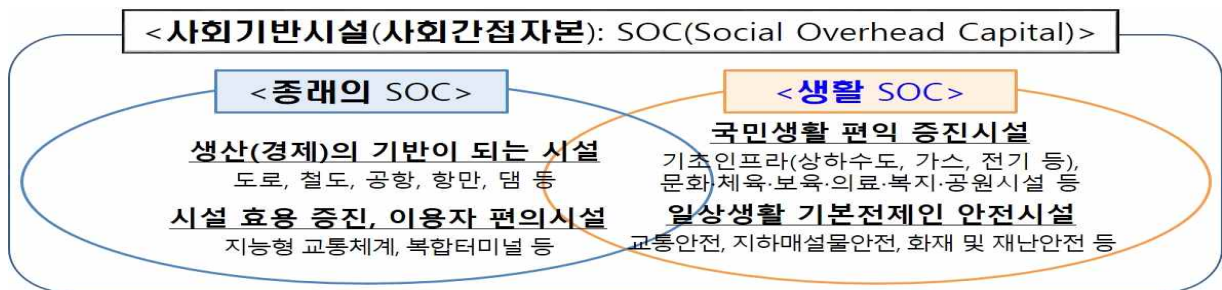 <사회기반시설(사회간접자본): SOC(Social Overhead Capital)>
<종래의 SOC>
생산(경제)의 기반이 되는 시설
도로, 철도, 공항, 항만, 댐 등
시설 효용 증진, 이용자 편의시설
지능형 교통체계, 복합터미널 등
<생활 SOC>
국민생활 편익 증진시설
기초인프라(상하수도, 가스, 전기 등),
문화·체육·보육·의료·복지·공원시설 등
일상생활 기본전제인 안전시설
교통안전, 지하매설물안전, 화재 및 재난안전 등